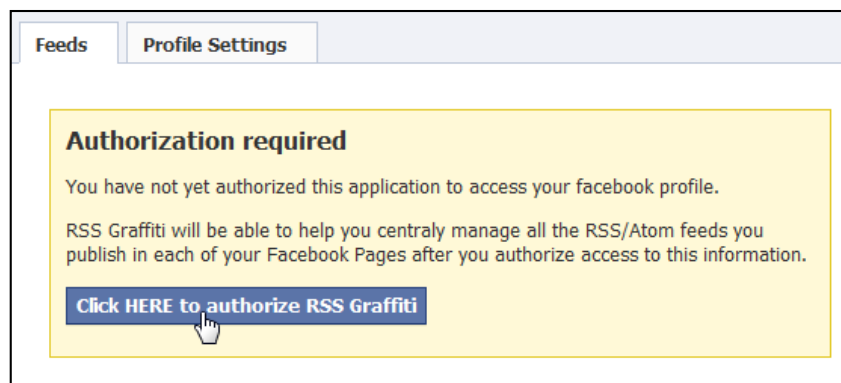 Feeds
Profile Settings
Authorization required
You have not yet authorized this application to access your facebook profile.
RSS Graffiti will be able to help you centraly manage all the RSS/Atom feeds you
publish in each of your Facebook Pages after you authorize access to this information.
Click HERE to authorize RSS Graffiti